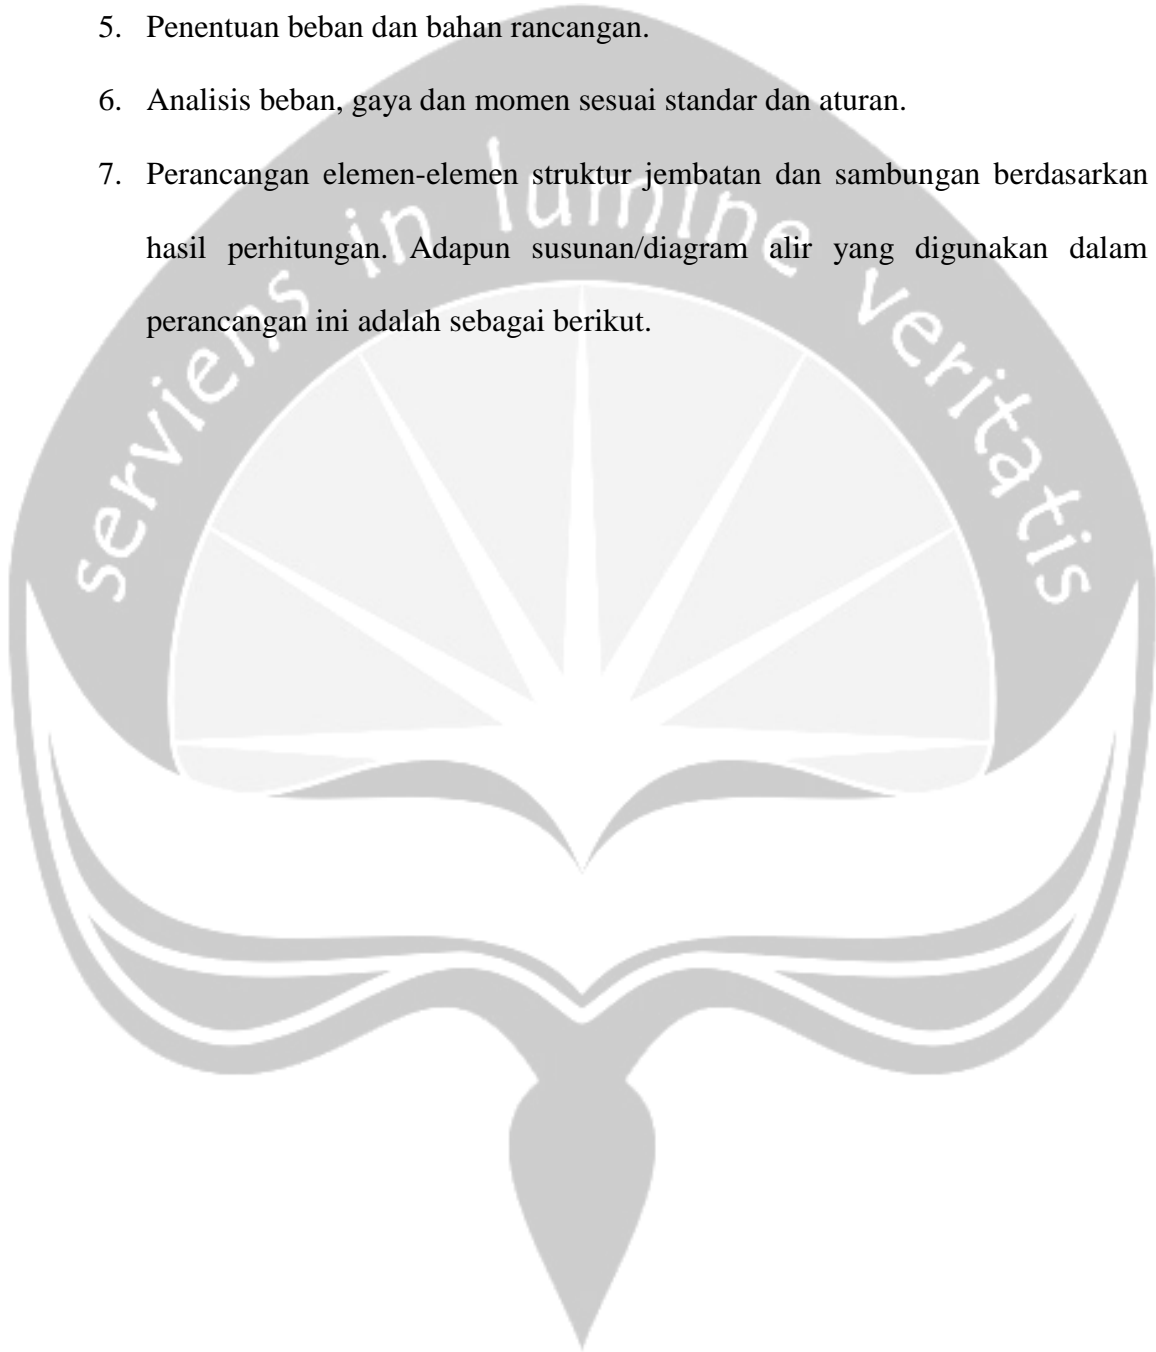 5. Penentuan beban dan bahan rancangan.
6. Analisis beban, gaya dan momen sesuai standar dan aturan.
7. Perancangan elemen-elemen struktur jembatan dan sambungan berdasarkan
hasil perhitungan. Adapun susunan/diagram alir yang digunakan dalam
perancangan ini adalah sebagai berikut.
serviens in lumine veritatis